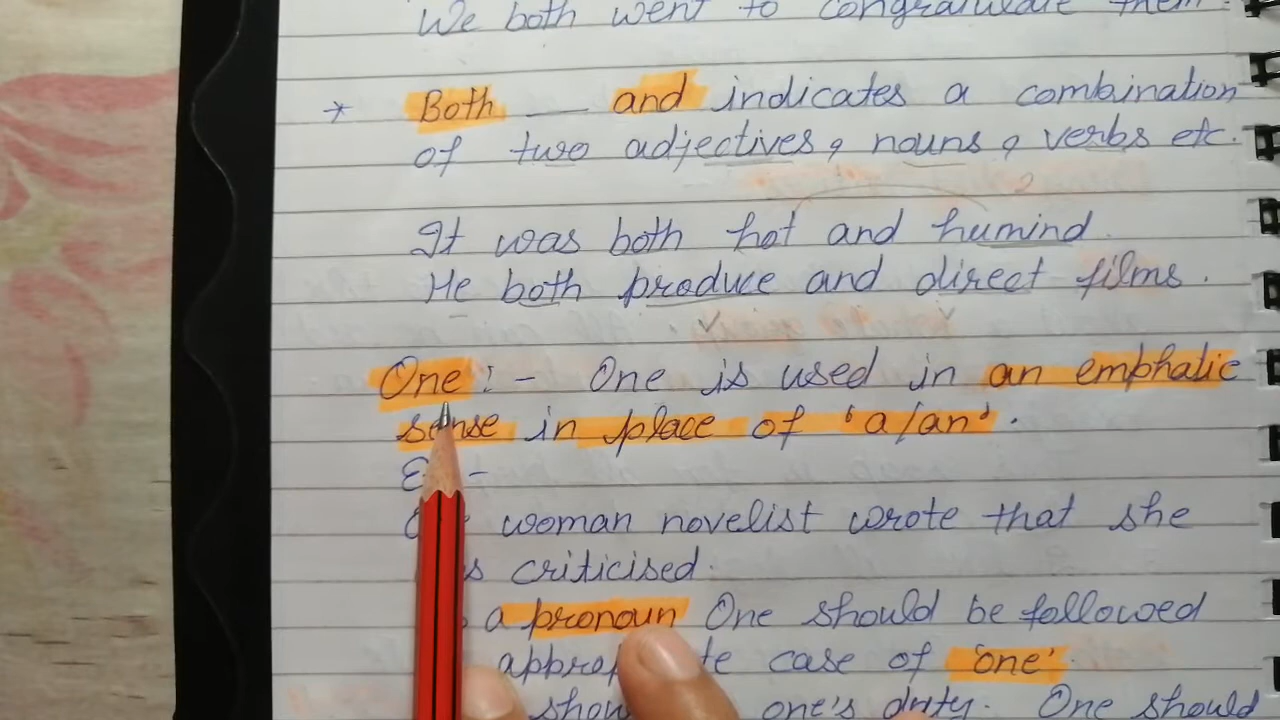 We both went to congratulate them.
* Both — and indicates a combination
of two adjectives, nouns, verbs etc.
It was both hot and humind.
He both produce and direct films.
One :- One is used in an emphatic
sense in place of 'a/an'.
woman novelist wrote that she
criticised.
a pronoun One should be followed
case of 'one'.
one's duty. One should